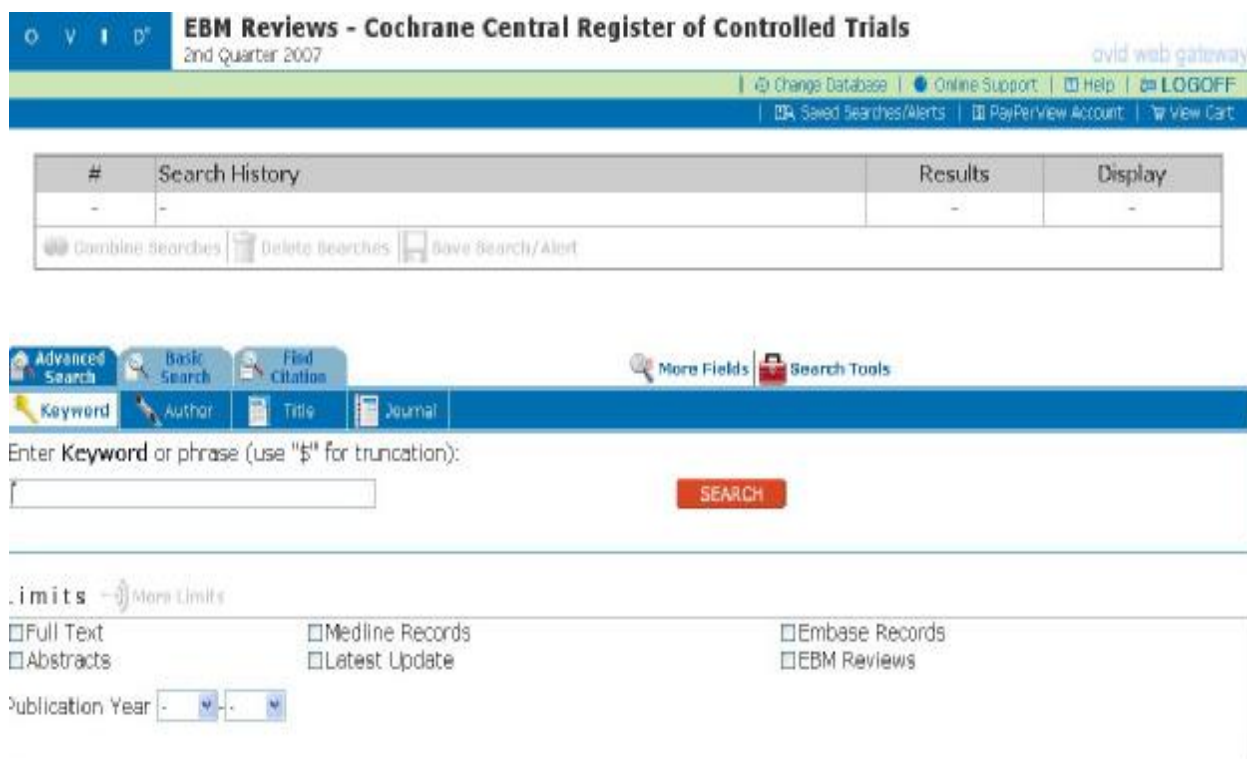 O V I D
EBM Reviews - Cochrane Central Register of Controlled Trials
2nd Quarter 2007
ovid web gateway
| Change Database | Online Support | Help | LOGOFF
| Saved Searches/Alerts | PayPerView Account | View Cart
# Search History Results Display
- - - -
Combine Searches | Delete Searches | Save Search/Alert
Advanced Search Basic Search Find Citation More Fields | Search Tools
Keyword Author Title Journal
Enter Keyword or phrase (use "$" for truncation):
SEARCH
Limits More Limits
Full Text Medline Records Embase Records
Abstracts Latest Update EBM Reviews
Publication Year - - -